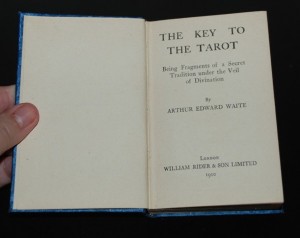 THE KEY TO
THE TAROT
Being Fragments of a Secret
Tradition under the Veil
of Divination
By
ARTHUR EDWARD WAITE
London
WILLIAM RIDER & SON LIMITED